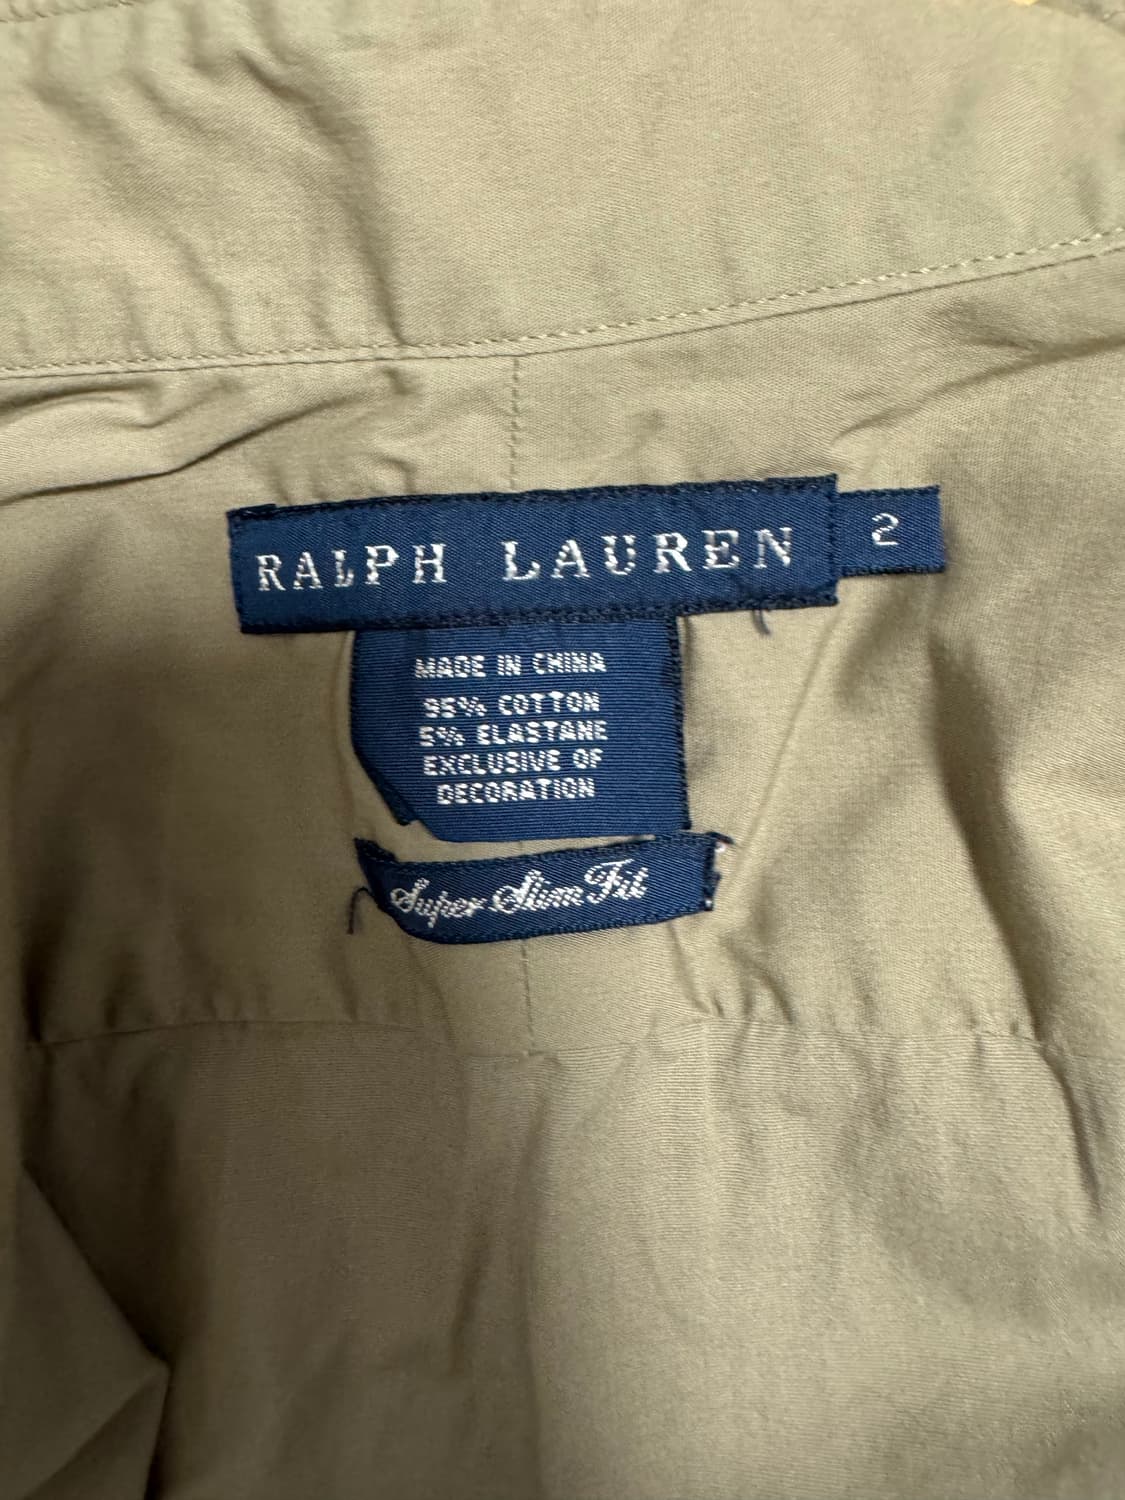 RALPH LAUREN 2
MADE IN CHINA
95% COTTON
5% ELASTANE
EXCLUSIVE OF
DECORATION
Super Slim Fit